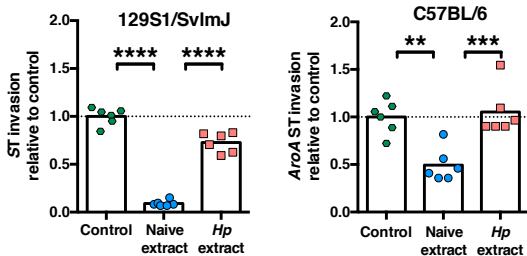 129S1/SvImJ
ST invasion
relative to control
2.0
1.5
1.0
0.5
0.0
**** ****
Control
Naive
extract
Hp
extract
C57BL/6
AroA ST invasion
relative to control
2.0
1.5
1.0
0.5
0.0
** ***
Control
Naive
extract
Hp
extract